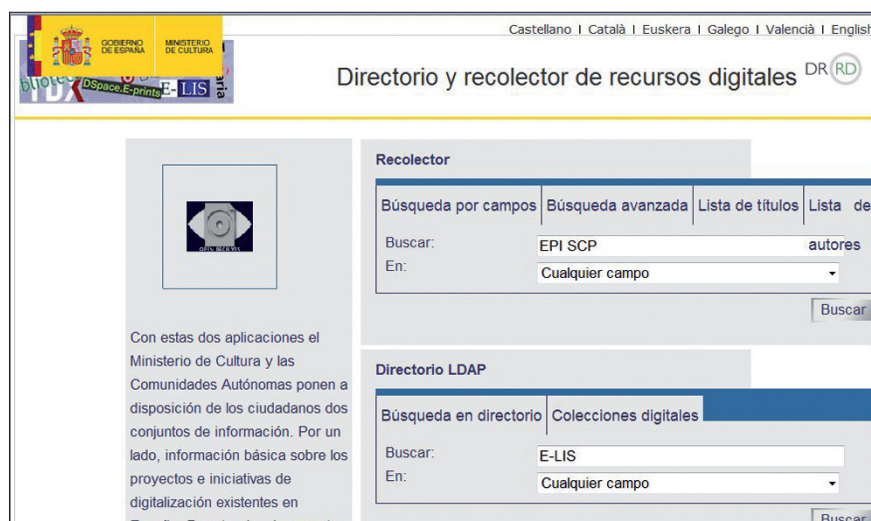 Castellano I Català I Euskera I Galego I Valencià I English
GOBIERNO DE ESPAÑA
MINISTERIO DE CULTURA
DSpace.E-prints E-LIS
Directorio y recolector de recursos digitales DR RD
OPEN ARCHIVES
Con estas dos aplicaciones el
Ministerio de Cultura y las
Comunidades Autónomas ponen a
disposición de los ciudadanos dos
conjuntos de información. Por un
lado, información básica sobre los
proyectos e iniciativas de
digitalización existentes en
Recolector
Búsqueda por campos Búsqueda avanzada Lista de títulos Lista de autores
Buscar: EPI SCP
En: Cualquier campo
Buscar
Directorio LDAP
Búsqueda en directorio Colecciones digitales
Buscar: E-LIS
En: Cualquier campo
Buscar